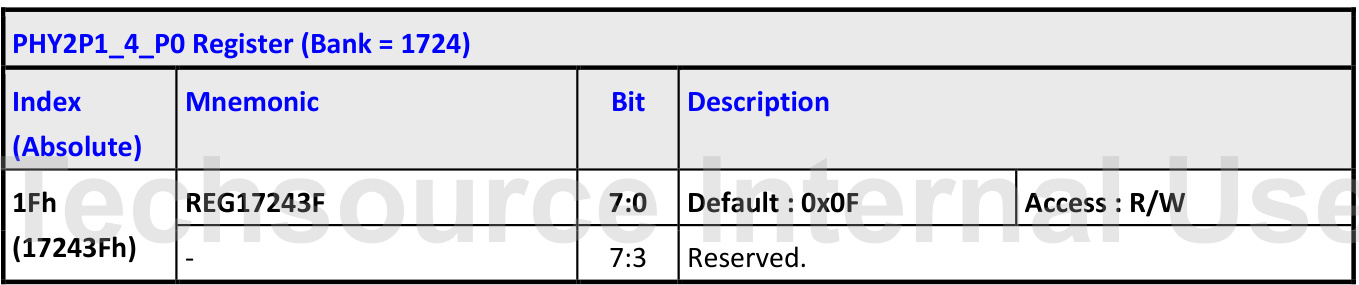 PHY2P1_4_P0 Register (Bank = 1724)
Index (Absolute) Mnemonic Bit Description
1Fh (17243Fh) REG17243F 7:0 Default : 0x0F Access : R/W
- 7:3 Reserved.
Techsource Internal Use